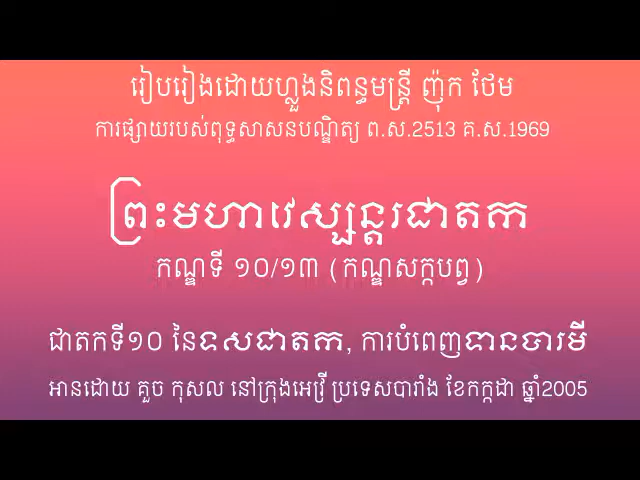 រៀបរៀងដោយហ្លួងនិពន្ធមន្ត្រី ញ៉ុក ថែម
ការផ្សាយរបស់ពុទ្ធសាសនបណ្ឌិត្យ ព.ស.2513 គ.ស.1969
ព្រះមហាវេស្សន្តរជាតក
កណ្ឌទី ១០/១៣ (កណ្ឌសក្កបព្វ)
ជាតកទី១០ នៃទសជាតក, ការបំពេញទានបារមី
អានដោយ គួច កុសល នៅក្រុងអេវ្រី ប្រទេសបារាំង ខែកក្កដា ឆ្នាំ2005